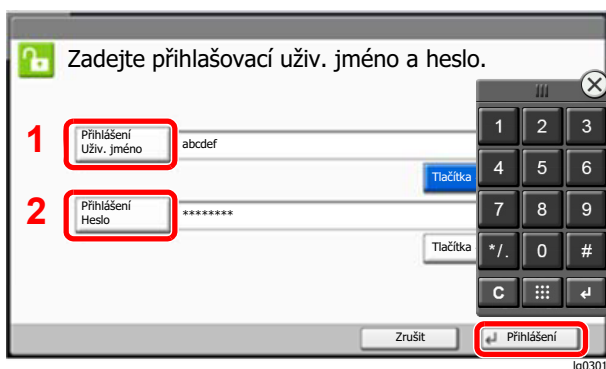 Zadejte přihlašovací uživ. jméno a heslo.
1
Přihlášení
Uživ. jméno
abcdef
Tlačítka
2
Přihlášení
Heslo
********
Tlačítka
1 2 3
4 5 6
7 8 9
*/. 0 #
C
Zrušit
Přihlášení
lg0301